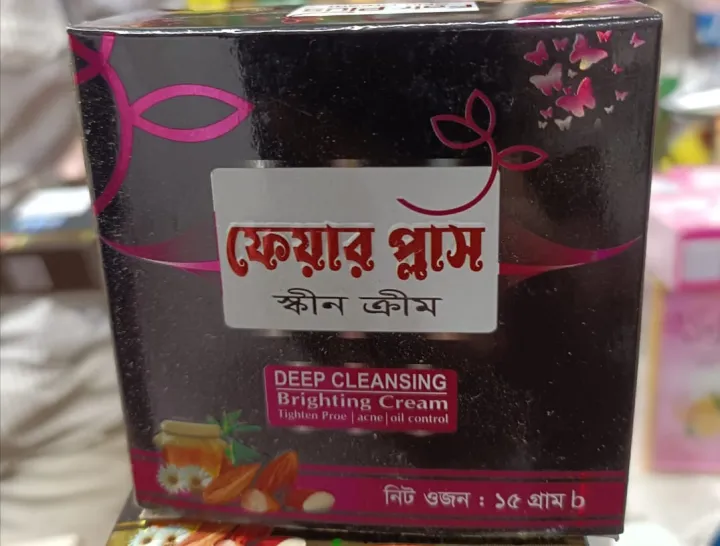 ফেয়ার প্লাস
স্কীন ক্রীম
DEEP CLEANSING
Brighting Cream
Tighten Proe | acne | oil control
নিট ওজন : ১৫ গ্রাম b